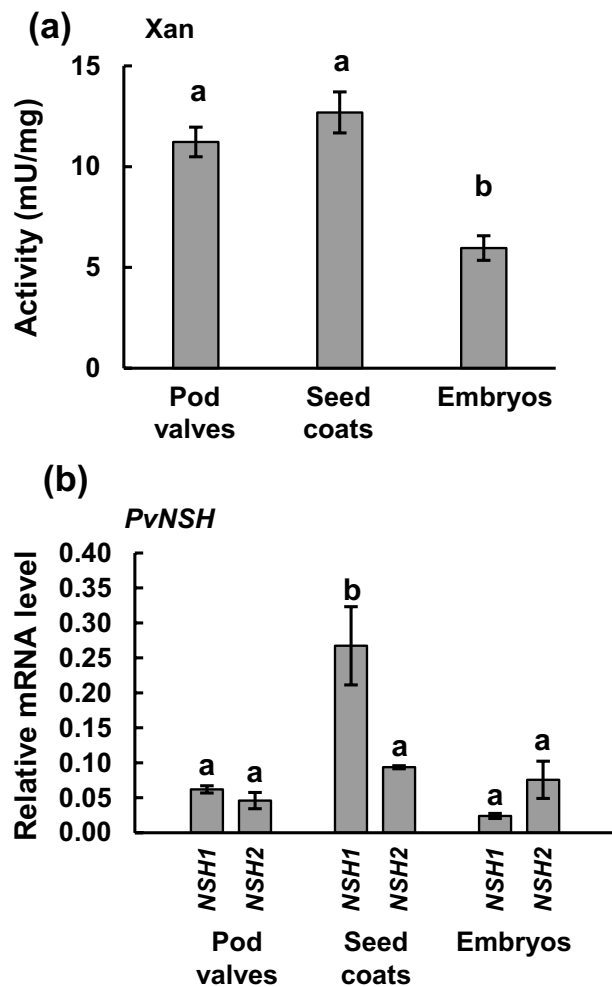 (a) Xan
Activity (mU/mg)
15
10
5
0
a
a
b
Pod valves
Seed coats
Embryos
(b)
PvNSH
Relative mRNA level
0.40
0.35
0.30
0.25
0.20
0.15
0.10
0.05
0.00
a
a
b
a
a
a
NSH1
NSH2
NSH1
NSH2
NSH1
NSH2
Pod
valves
Seed
coats
Embryos